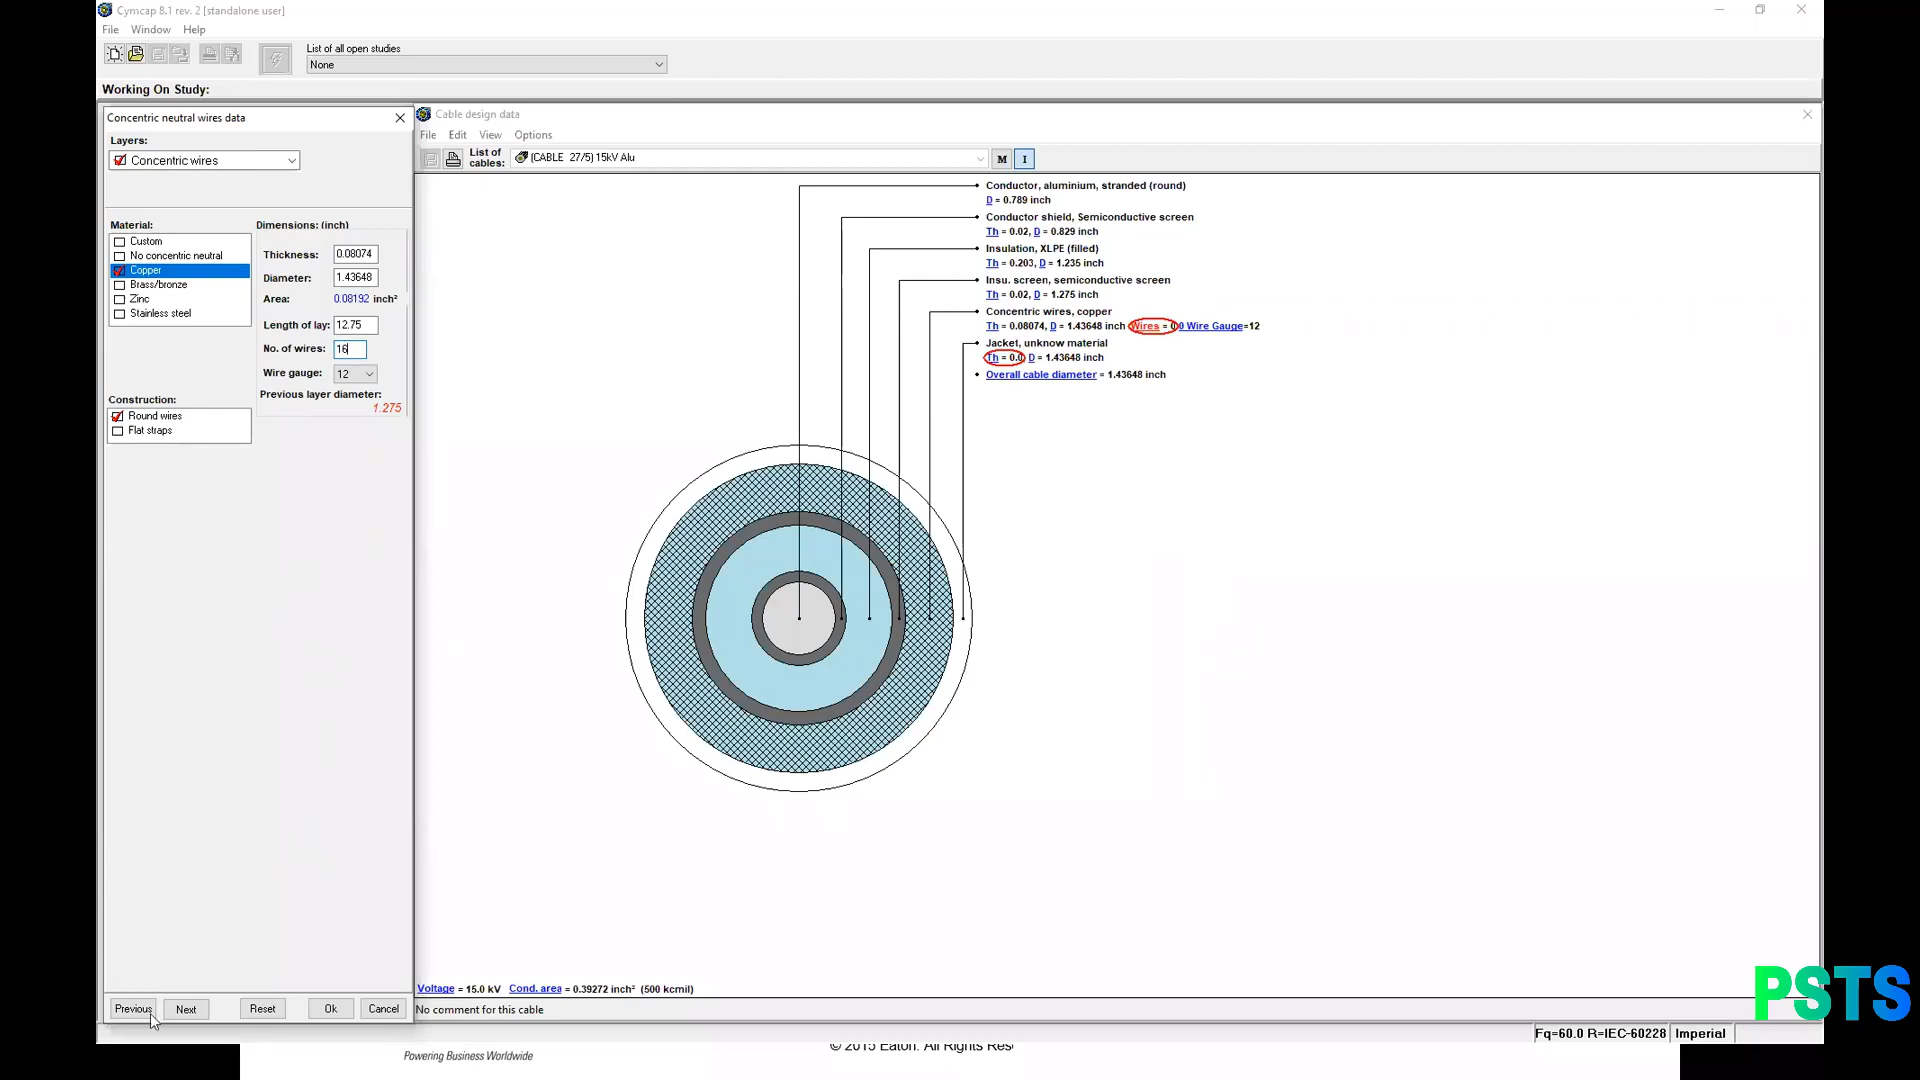 Cymcap 8.1 rev. 2 [standalone user]
File Window Help
List of all open studies
None
Working On Study:
Concentric neutral wires data
Layers:
Concentric wires
Material:
Custom
No concentric neutral
Copper
Brass/bronze
Zinc
Stainless steel
Construction:
Round wires
Flat straps
Dimensions: (inch)
Thickness: 0.08074
Diameter: 1.43648
Area: 0.08192 inch²
Length of lay: 12.75
No. of wires: 16
Wire gauge: 12
Previous layer diameter:
1.275
Previous Next Reset Ok Cancel
Cable design data
File Edit View Options
List of cables: (CABLE 27/5) 15kV Alu
M I
Conductor, aluminium, stranded (round)
D = 0.789 inch
Conductor shield, Semiconductive screen
Th = 0.02, D = 0.829 inch
Insulation, XLPE (filled)
Th = 0.203, D = 1.235 inch
Insu. screen, semiconductive screen
Th = 0.02, D = 1.275 inch
Concentric wires, copper
Th = 0.08074, D = 1.43648 inch Wires = 0 Wire Gauge=12
Jacket, unknow material
Th = 0.0 D = 1.43648 inch
Overall cable diameter = 1.43648 inch
Voltage = 15.0 kV Cond. area = 0.39272 inch² (500 kcmil)
No comment for this cable
Fq=60.0 R=IEC-60228 Imperial
PSTS
Powering Business Worldwide
© 2015 Eaton. All Rights Res